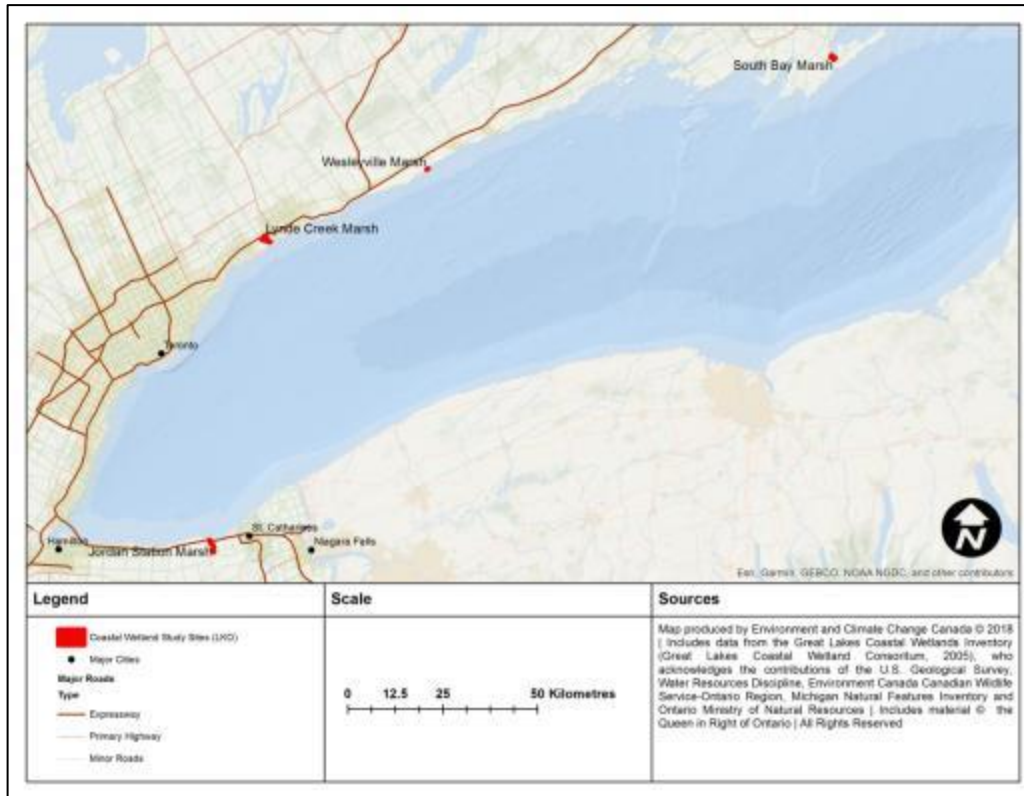 South Bay Marsh
Wesleyville Marsh
Lynde Creek Marsh
Toronto
St. Catharines
Hamilton
Jordan Station Marsh
Niagara Falls
N
Esri, Garmin, GEBCO, NOAA NGDC, and other contributors
Legend
Coastal Wetland Study Sites (LKO)
Major Cities
Major Roads
Type
Expressway
Primary Highway
Minor Roads
Scale
0 12.5 25 50 Kilometres
Sources
Map produced by Environment and Climate Change Canada © 2018
| Includes data from the Great Lakes Coastal Wetlands Inventory
(Great Lakes Coastal Wetland Consortium, 2005), who
acknowledges the contributions of the U.S. Geological Survey,
Water Resources Discipline, Environment Canada Canadian Wildlife
Service-Ontario Region, Michigan Natural Features Inventory and
Ontario Ministry of Natural Resources | Includes material © the
Queen in Right of Ontario | All Rights Reserved